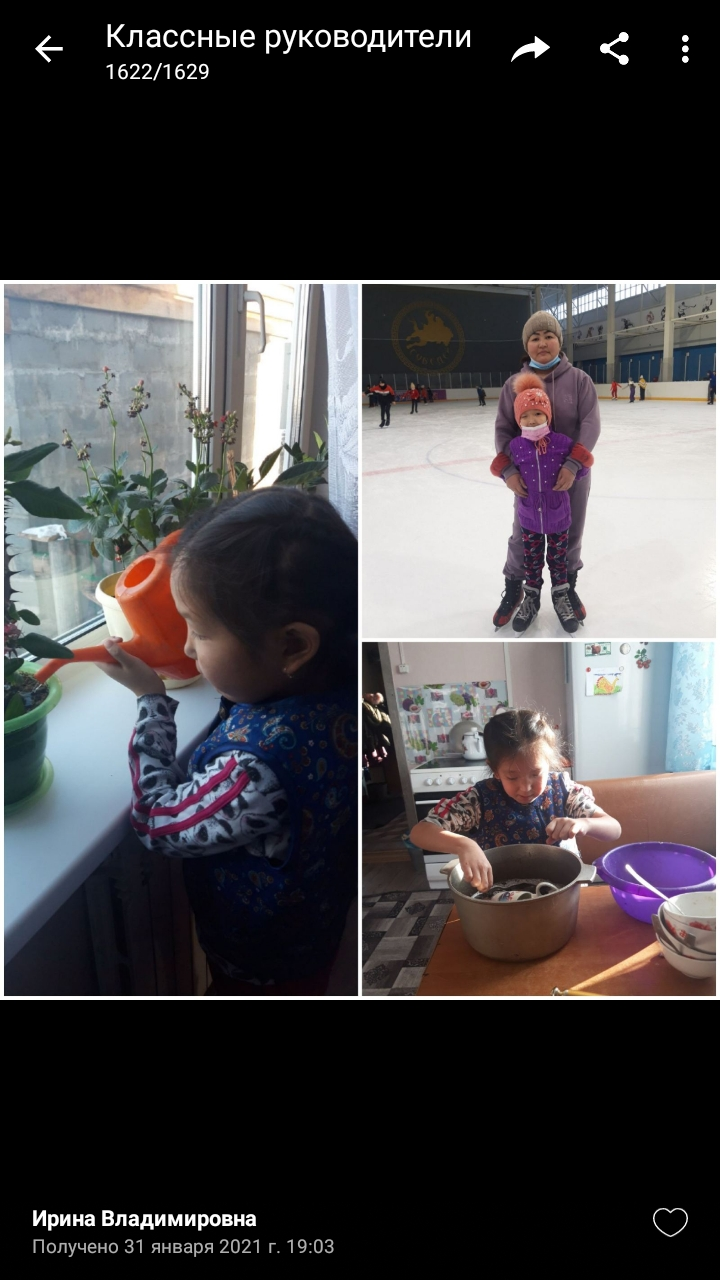 Классные руководители
1622/1629
Ирина Владимировна
Получено 31 января 2021 г. 19:03